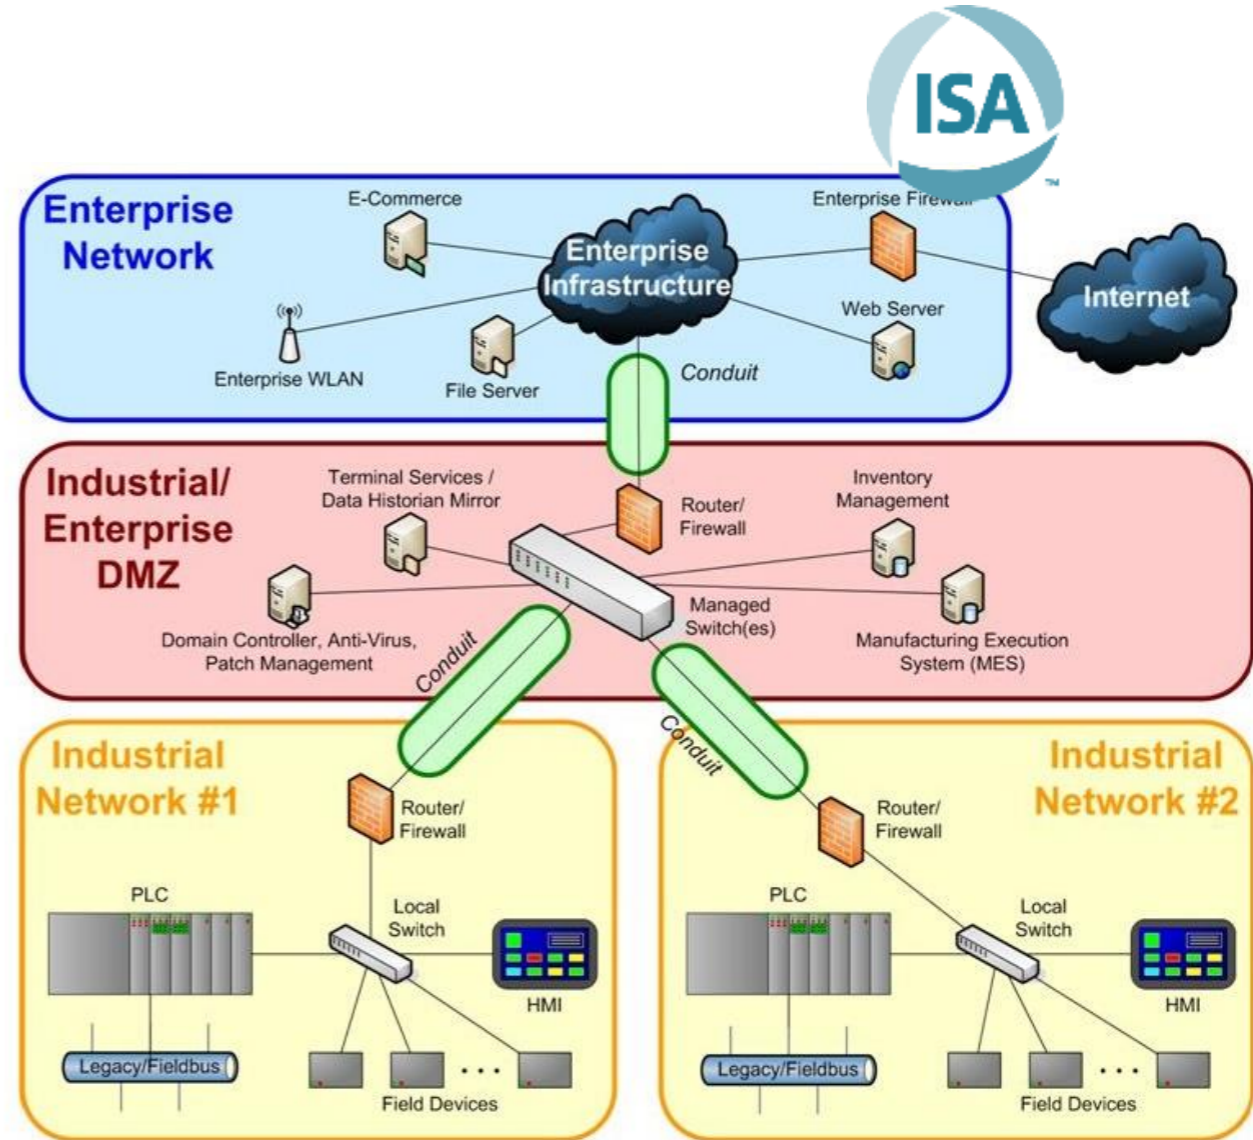 ISA
TM
Enterprise
Network
E-Commerce
Enterprise
Infrastructure
Enterprise Firewall
Internet
Web Server
Enterprise WLAN
File Server
Conduit
Industrial/
Enterprise
DMZ
Terminal Services /
Data Historian Mirror
Router/
Firewall
Inventory
Management
Domain Controller, Anti-Virus,
Patch Management
Managed
Switch(es)
Manufacturing Execution
System (MES)
Conduit
Conduit
Industrial
Network #1
Router/
Firewall
PLC
Local
Switch
HMI
Legacy/Fieldbus
Field Devices
Industrial
Network #2
Router/
Firewall
PLC
Local
Switch
HMI
Legacy/Fieldbus
Field Devices